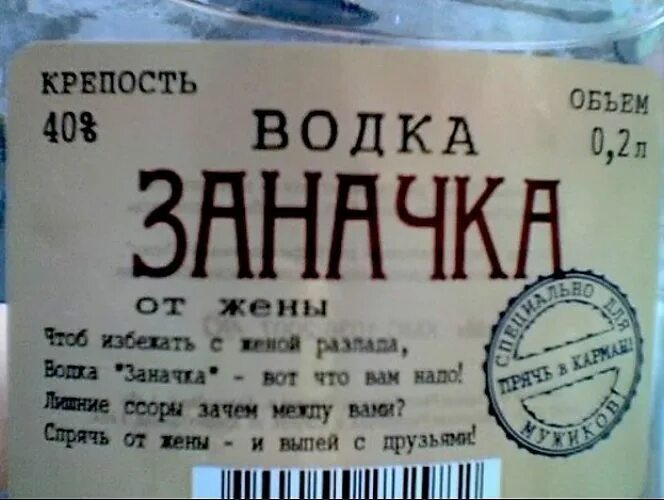 КРЕПОСТЬ
40%
ОБЪЕМ
0,2л
ВОДКА
ЗАНАЧКА
от жены
Чтоб избежать с женой разлада,
Водка "Заначка" - вот что вам надо!
Лишние ссоры зачем между вами?
Спрячь от жены - и выпей с друзьями!
СПЕЦИАЛЬНО ДЛЯ
ПРЯЧЬ В КАРМАН!
МУЖИКОВ!